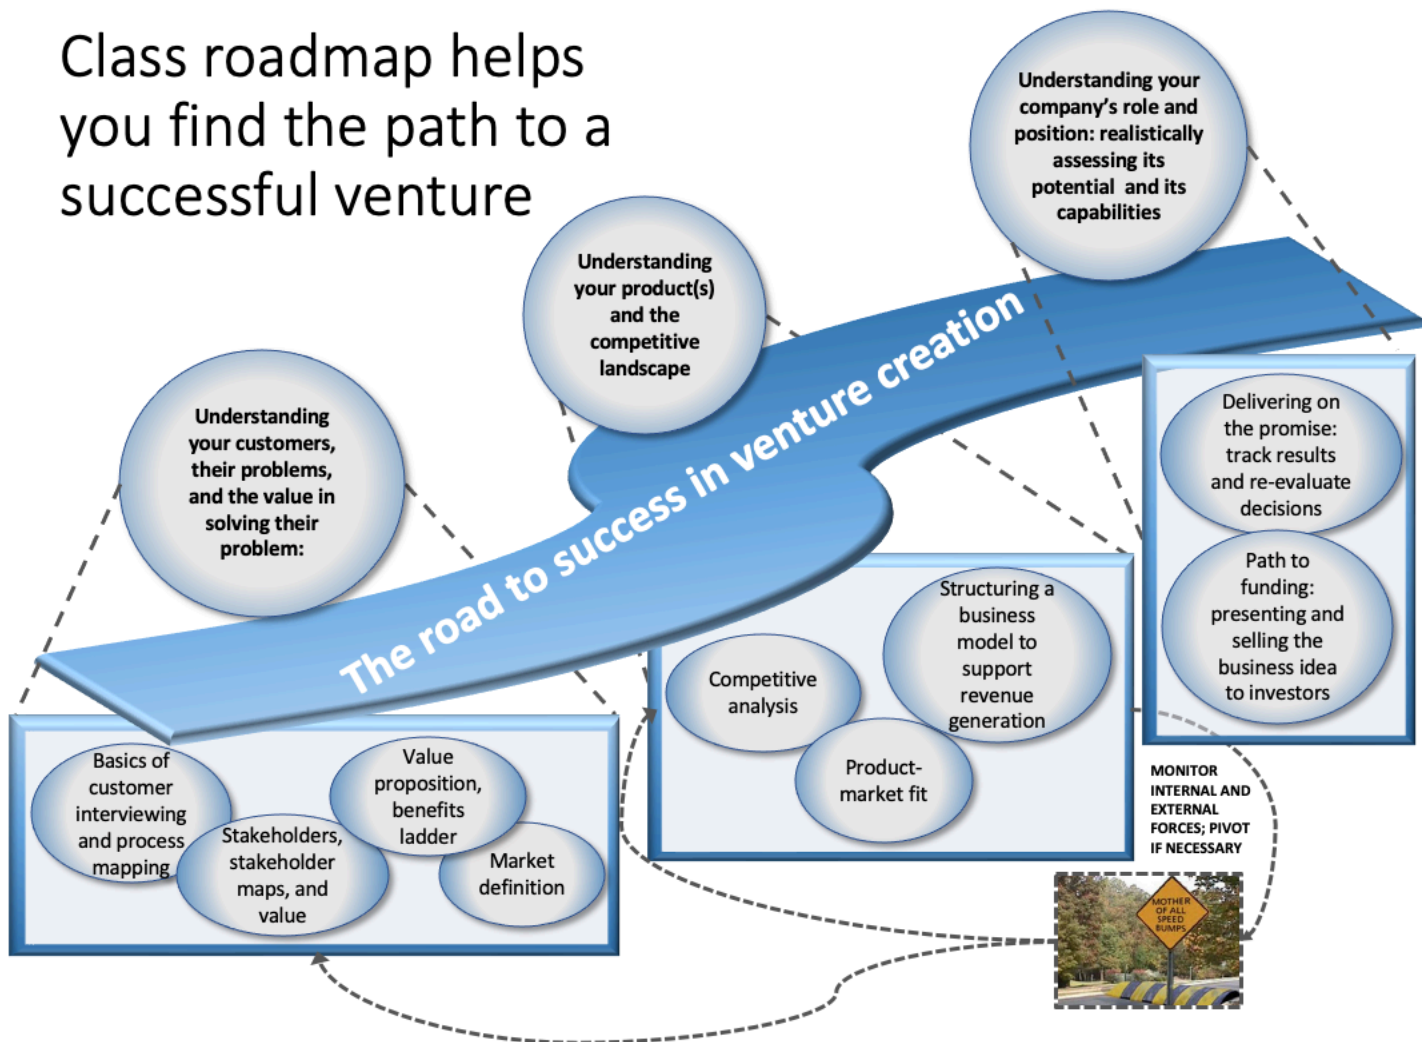 Class roadmap helps
you find the path to a
successful venture
Understanding your
company's role and
position: realistically
assessing its
potential and its
capabilities
Understanding
your product(s)
and the
competitive
landscape
Understanding
your customers,
their problems,
and the value in
solving their
problem:
The road to success in venture creation
Delivering on
the promise:
track results
and re-evaluate
decisions
Path to
funding:
presenting and
selling the
business idea
to investors
Structuring a
business
model to
support
revenue
generation
Competitive
analysis
Product-
market fit
Basics of
customer
interviewing
and process
mapping
Stakeholders,
stakeholder
maps, and
value
Value
proposition,
benefits
ladder
Market
definition
MONITOR
INTERNAL AND
EXTERNAL
FORCES; PIVOT
IF NECESSARY
MOTHER
OF ALL
SPEED
BUMPS